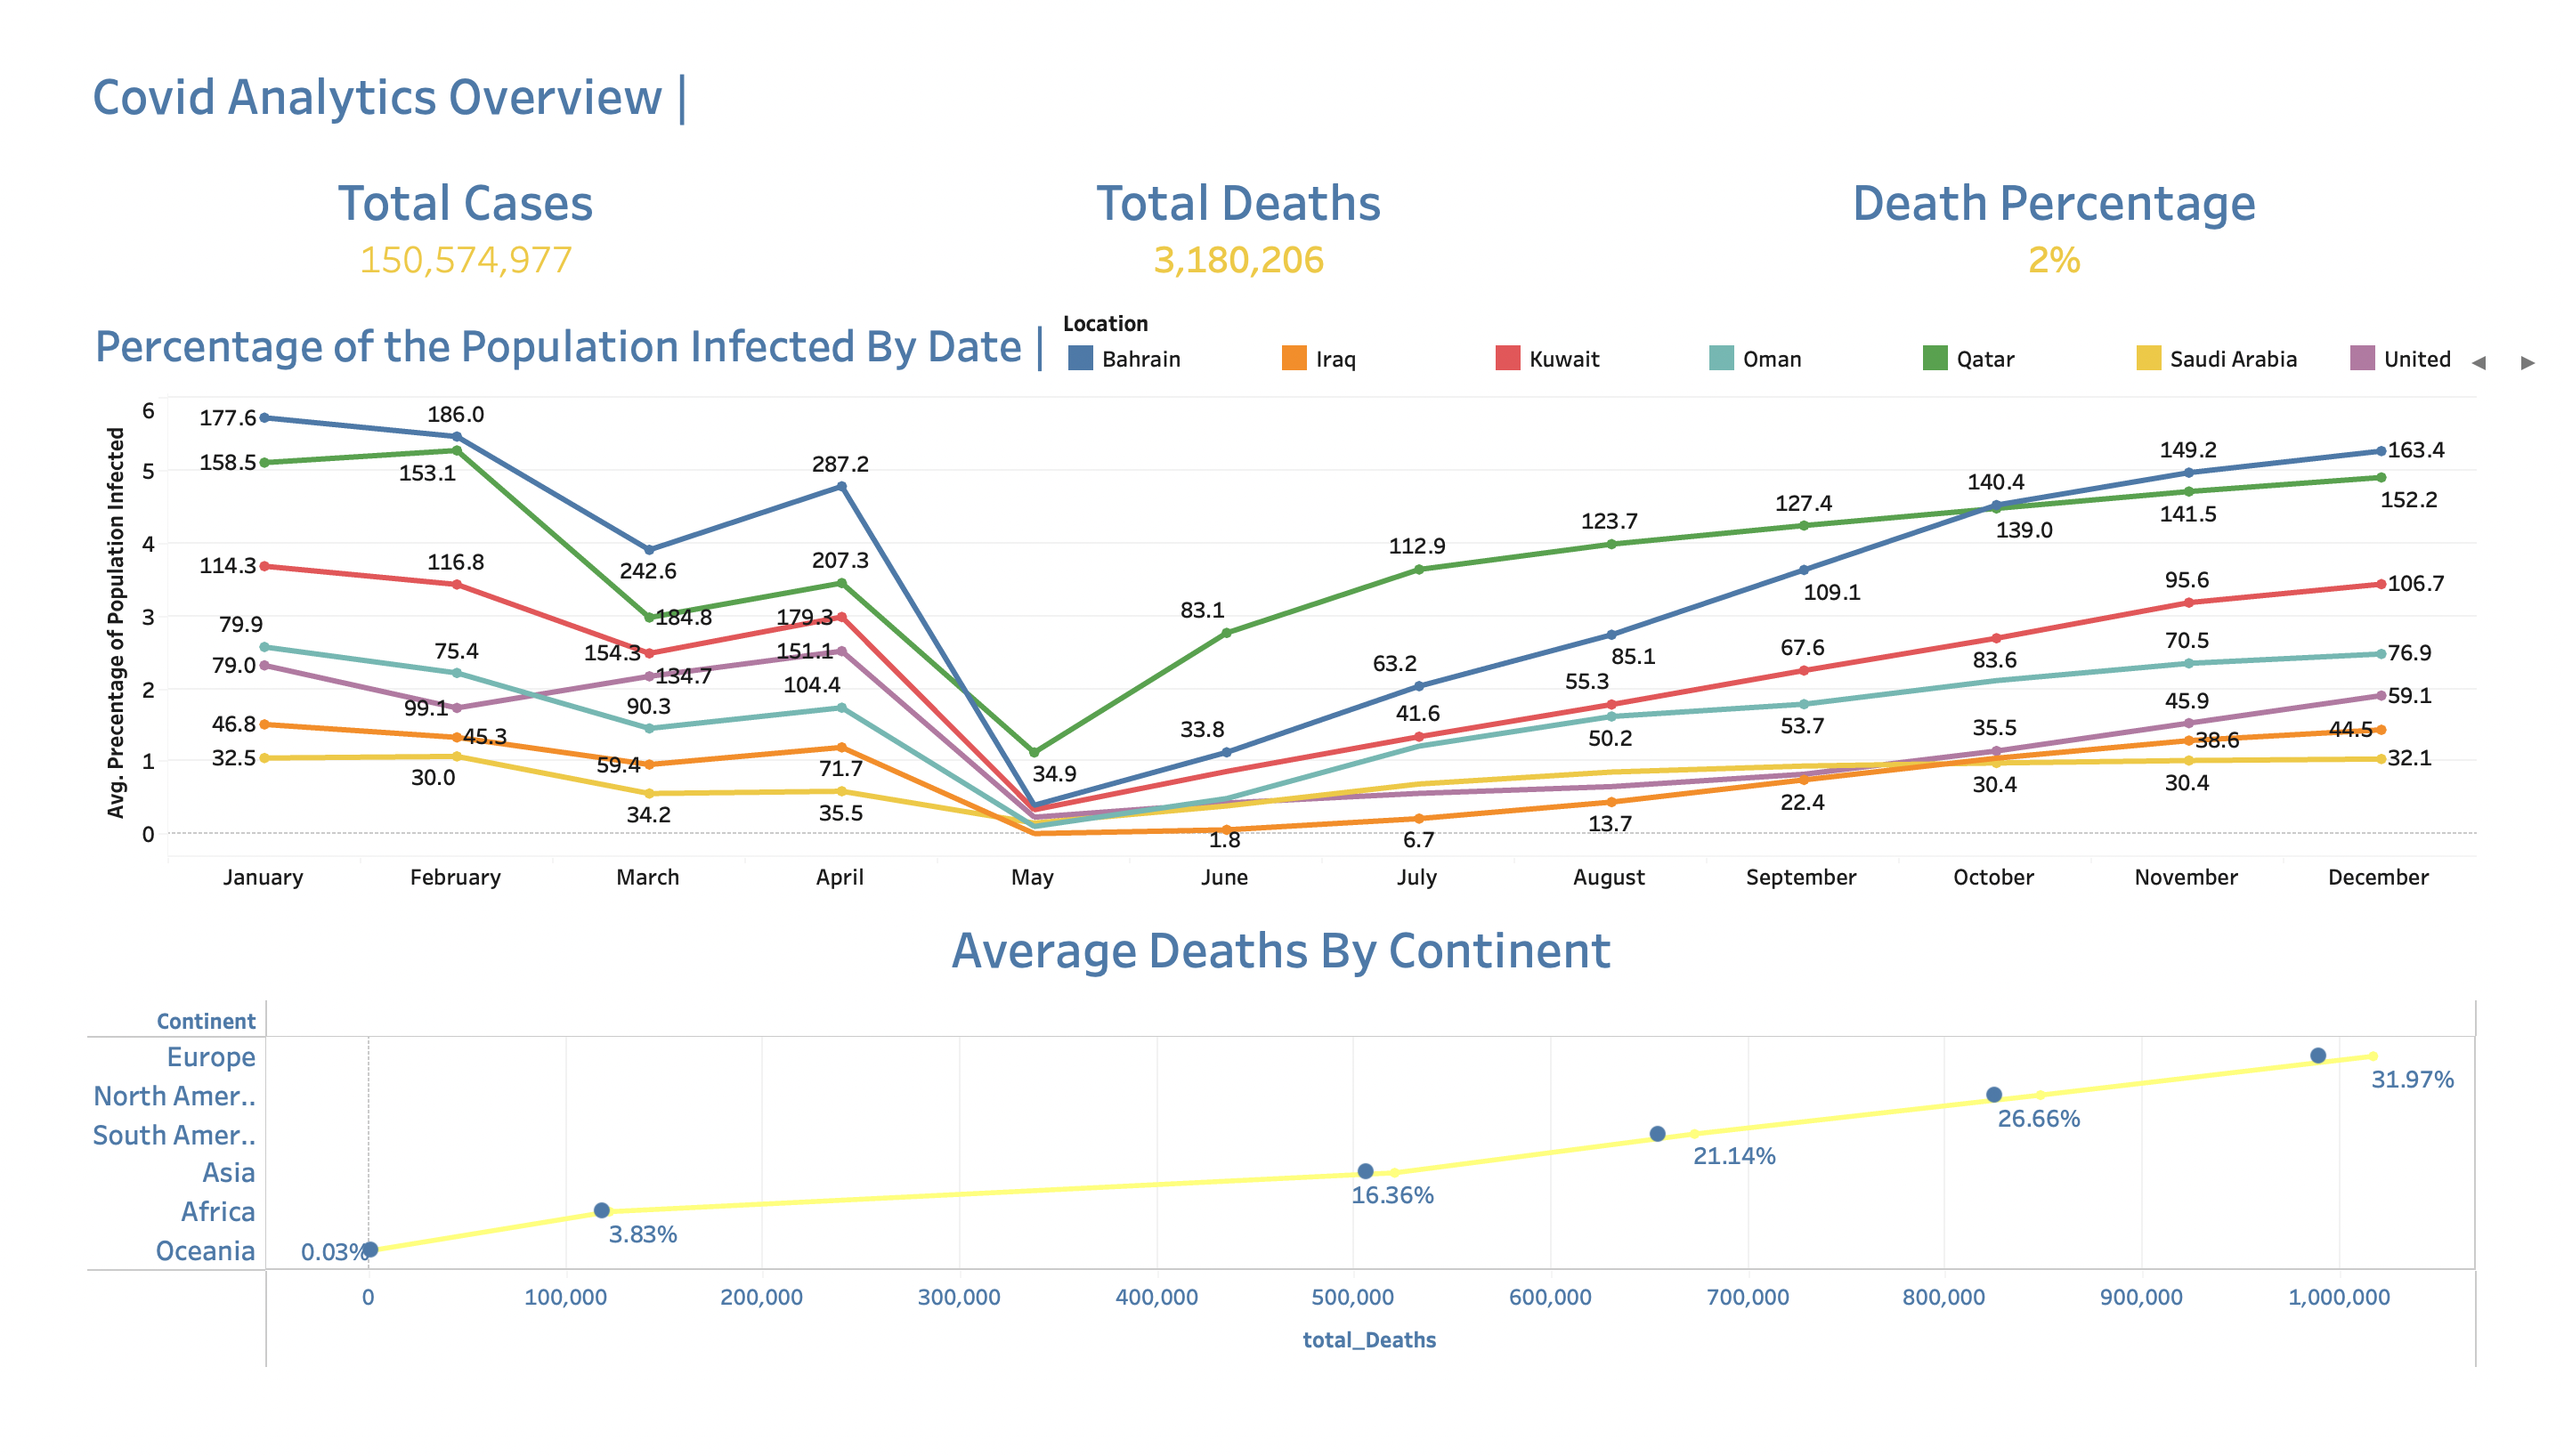 Covid Analytics Overview |
Total Cases
Total Deaths
Death Percentage
150,574,977
3,180,206
2%
Percentage of the Population Infected By Date |
Location
Bahrain
Iraq
Kuwait
Oman
Qatar
Saudi Arabia
United
Avg. Precentage of Population Infected
6
5
4
3
2
1
0
177.6
158.5
114.3
79.9
79.0
46.8
32.5
186.0
153.1
116.8
75.4
99.1
45.3
30.0
242.6
184.8
154.3
134.7
90.3
59.4
34.2
287.2
207.3
179.3
151.1
104.4
71.7
35.5
34.9
83.1
33.8
1.8
112.9
63.2
41.6
6.7
123.7
85.1
55.3
50.2
13.7
127.4
109.1
67.6
53.7
22.4
140.4
139.0
83.6
35.5
30.4
149.2
141.5
95.6
70.5
45.9
38.6
30.4
163.4
152.2
106.7
76.9
59.1
44.5
32.1
January
February
March
April
May
June
July
August
September
October
November
December
Average Deaths By Continent
Continent
Europe
North Amer..
South Amer..
Asia
Africa
Oceania
31.97%
26.66%
21.14%
16.36%
3.83%
0.03%
0
100,000
200,000
300,000
400,000
500,000
600,000
700,000
800,000
900,000
1,000,000
total_Deaths